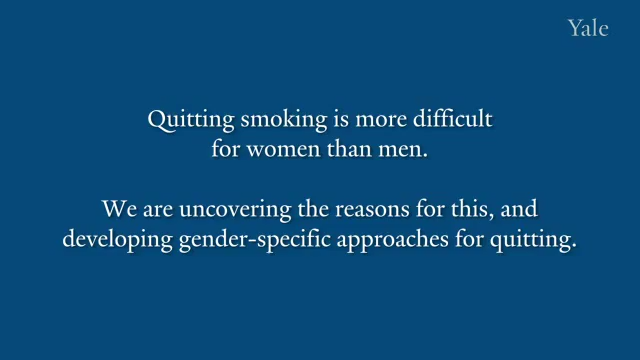 Yale
Quitting smoking is more difficult
for women than men.
We are uncovering the reasons for this, and
developing gender-specific approaches for quitting.